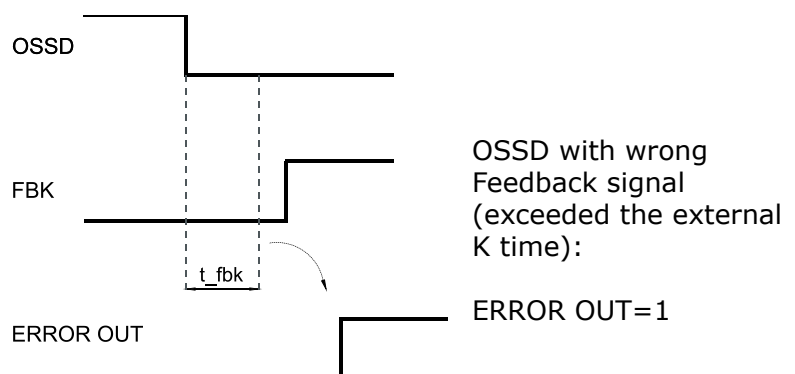 OSSD
FBK
t_fbk
ERROR OUT
OSSD with wrong
Feedback signal
(exceeded the external
K time):
ERROR OUT=1